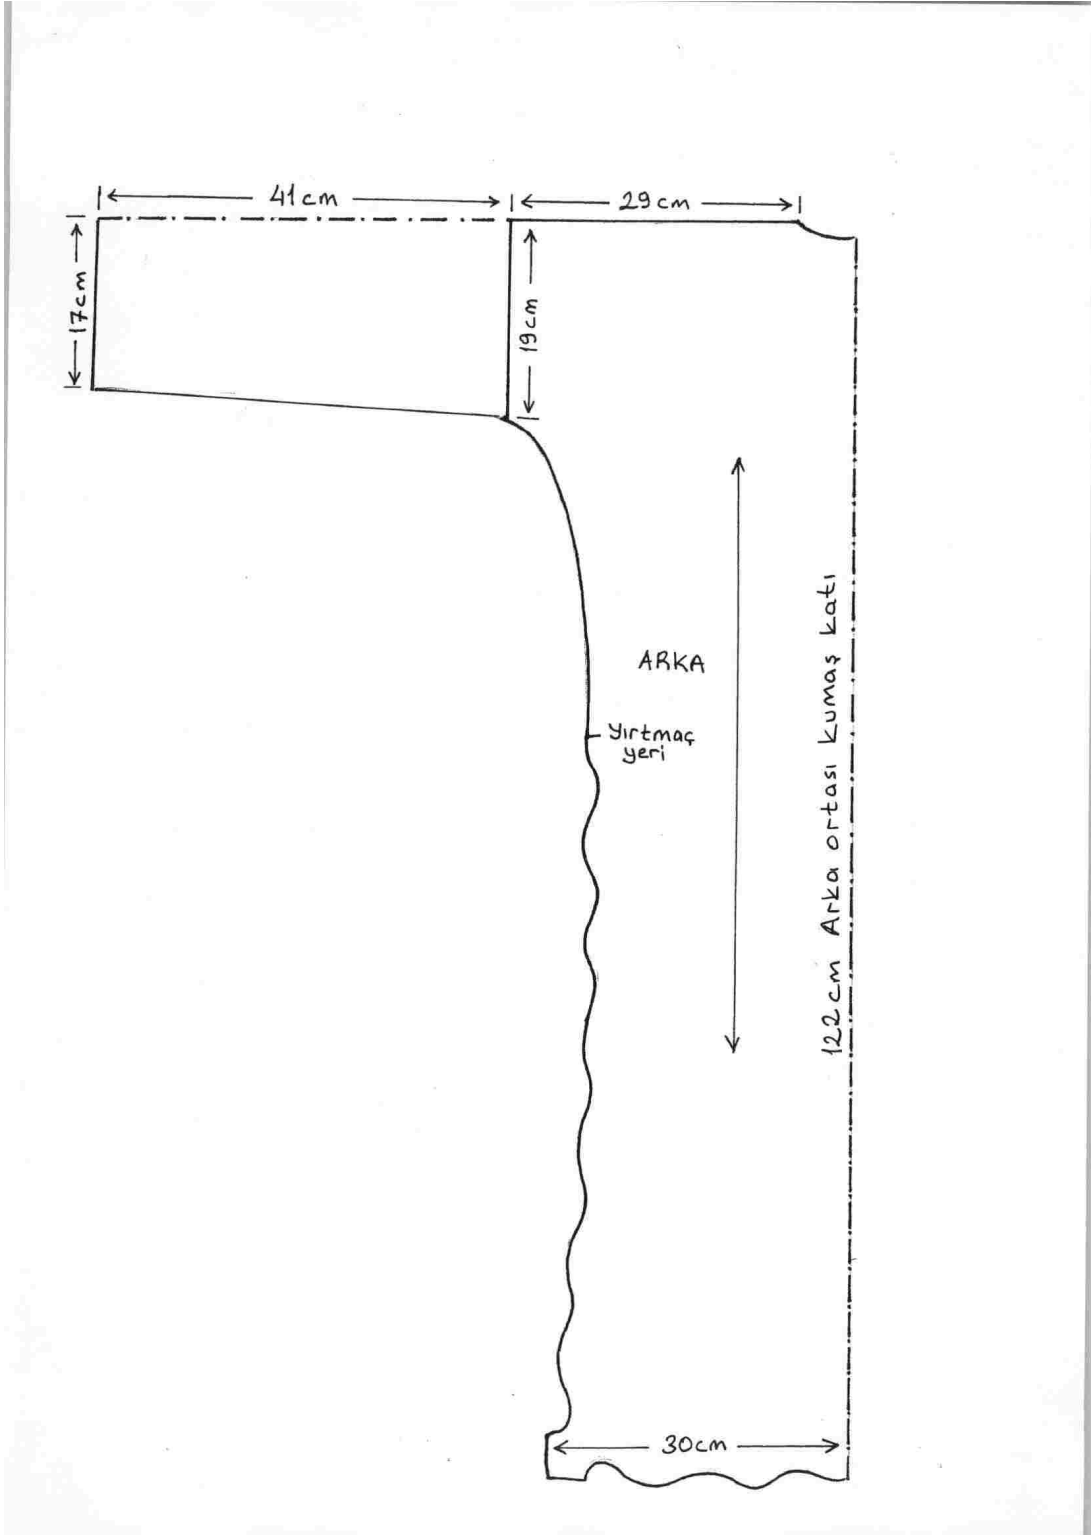 41cm
29cm
17cm
19cm
ARKA
Yırtmaç
yeri
122cm Arka ortası kumaş katı
30cm